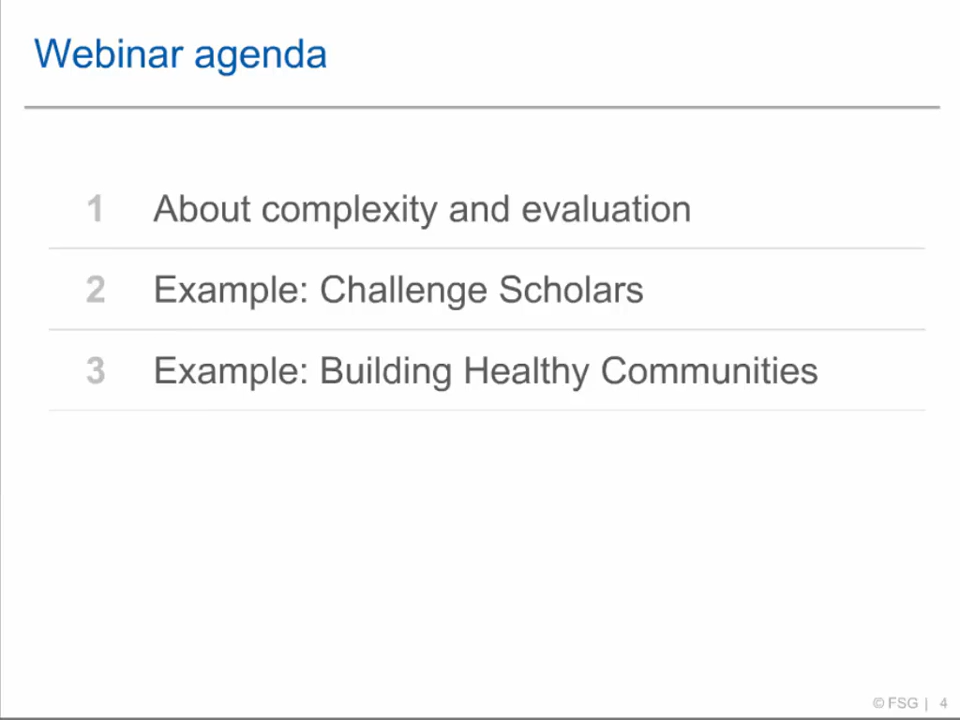 Webinar agenda
1 About complexity and evaluation
2 Example: Challenge Scholars
3 Example: Building Healthy Communities
© FSG | 4